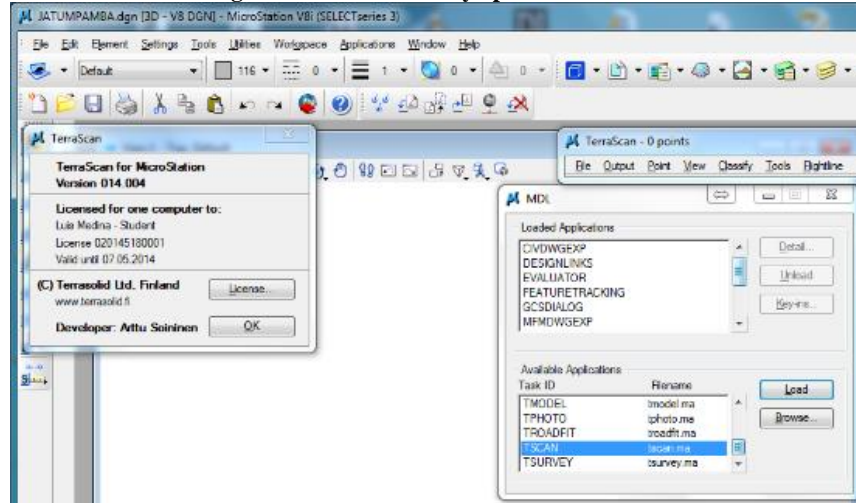 JATUMPAMBA.dgn [3D - V8 DGN] - MicroStation V8i (SELECTseries 3)
File Edit Element Settings Tools Utilities Workspace Applications Window Help
Default 116 0 1 0 0
TerraScan
TerraScan for MicroStation
Version 014.004
Licensed for one computer to:
Luis Medina - Student
License 020145180001
Valid until 07.05.2014
(C) Terrasolid Ltd. Finland
www.terrasolid.fi
License...
Developer: Arttu Soininen
OK
TerraScan - 0 points
File Output Point View Classify Tools Flightline
MDL
Loaded Applications
CIVDWGEXP
DESIGNLINKS
EVALUATOR
FEATURETRACKING
GCSDIALOG
MFMDWGEXP
Detail...
Unload
Key-ins...
Available Applications
Task ID Filename
TMODEL tmodel.ma
TPHOTO tphoto.ma
TROADFIT troadfit.ma
TSCAN tscan.ma
TSURVEY tsurvey.ma
Load
Browse...